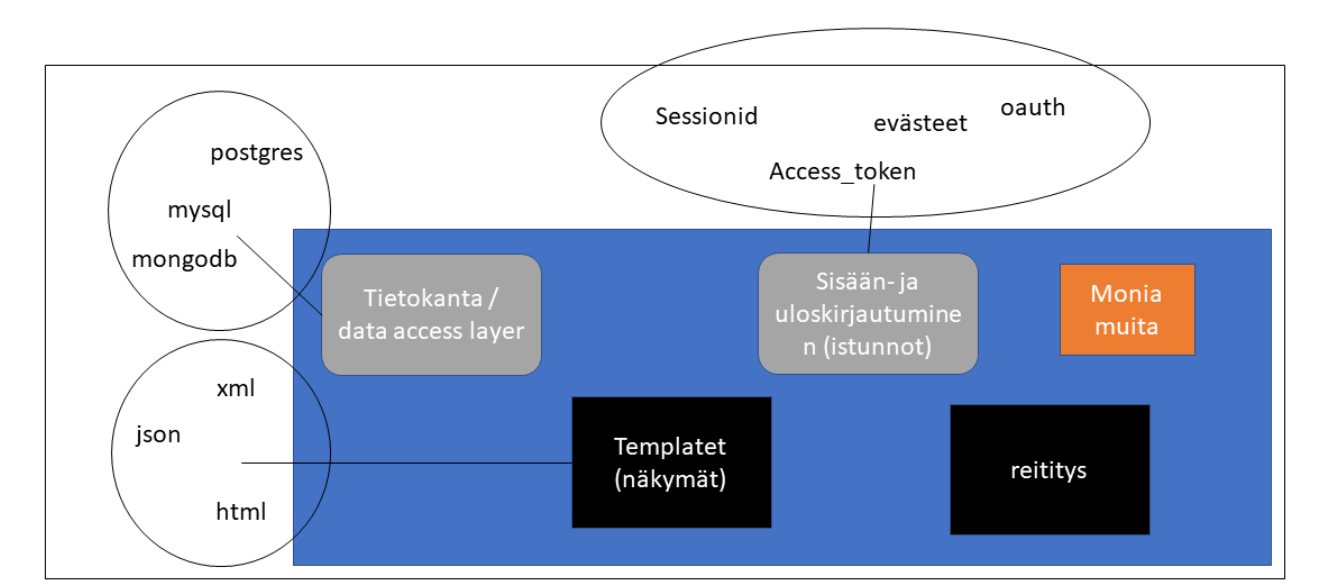 Sessionid
evästeet
oauth
Access_token
postgres
mysql
mongodb
Tietokanta /
data access layer
Sisään- ja
uloskirjautumine
n (istunnot)
Monia
muita
xml
json
html
Templatet
(näkymät)
reititys